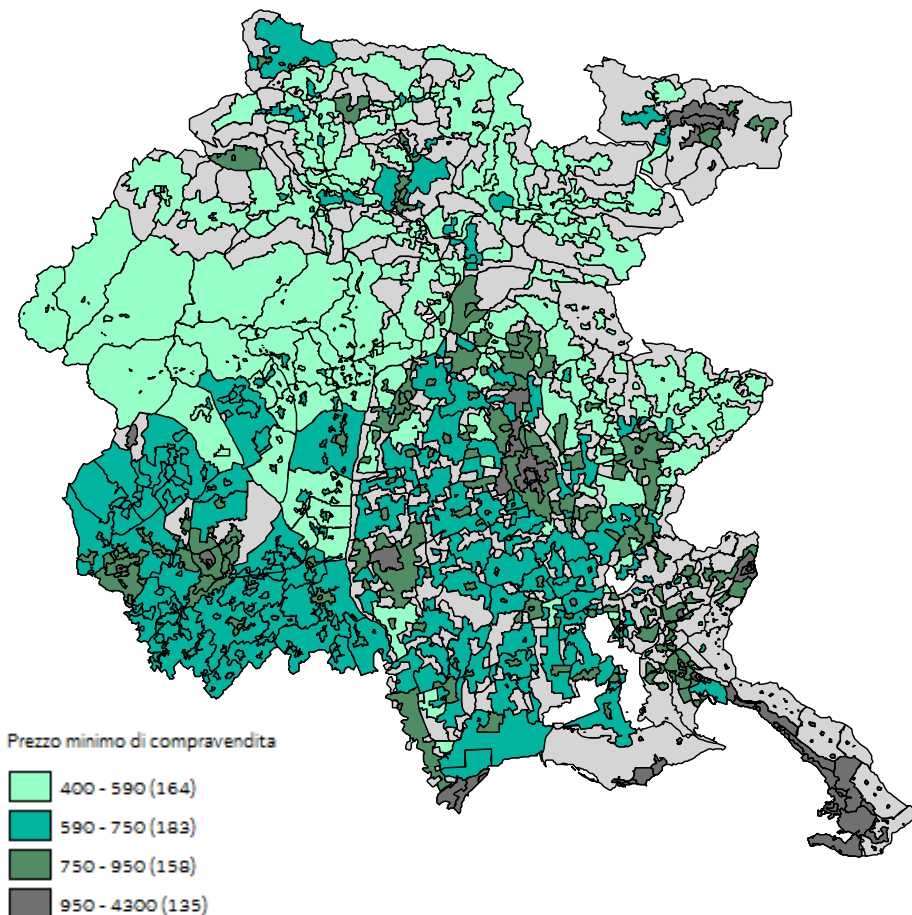 Prezzo minimo di compravendita
400 - 590 (164)
590 - 750 (183)
750 - 950 (158)
950 - 4300 (135)